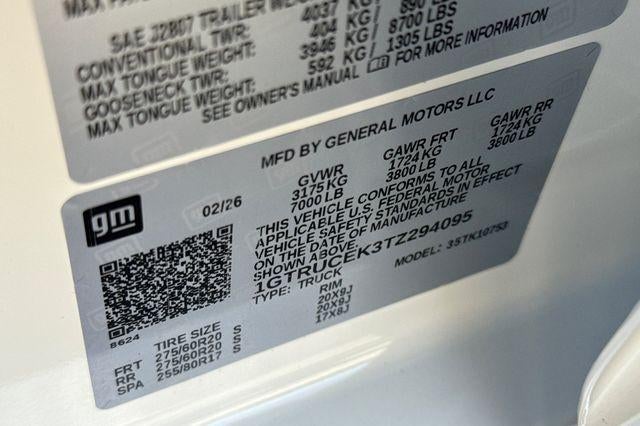 MAX PA
4037 KG/ 890 LBS
SAE J2807 TRAILER WEIGH
CONVENTIONAL TWR: 404 KG/ 8700 LBS
MAX TONGUE WEIGHT: 3946 KG/ 1305 LBS
GOOSENECK TWR: 592 KG/
MAX TONGUE WEIGHT:
SEE OWNER'S MANUAL FOR MORE INFORMATION
MFD BY GENERAL MOTORS LLC
gm
02/26
GVWR GAWR FRT GAWR RR
3175 KG 1724 KG 1724 KG
7000 LB 3800 LB 3800 LB
THIS VEHICLE CONFORMS TO ALL
APPLICABLE U.S. FEDERAL MOTOR
VEHICLE SAFETY STANDARDS IN EFFECT
ON THE DATE OF MANUFACTURE
SHOWN ABOVE.
1GTRUCEK3TZ294095
TYPE: TRUCK MODEL: 35TK10753
8624
TIRE SIZE RIM
FRT 275/60R20 S 20X9J
RR 275/60R20 S 20X9J
SPA 255/80R17 S 17X8J